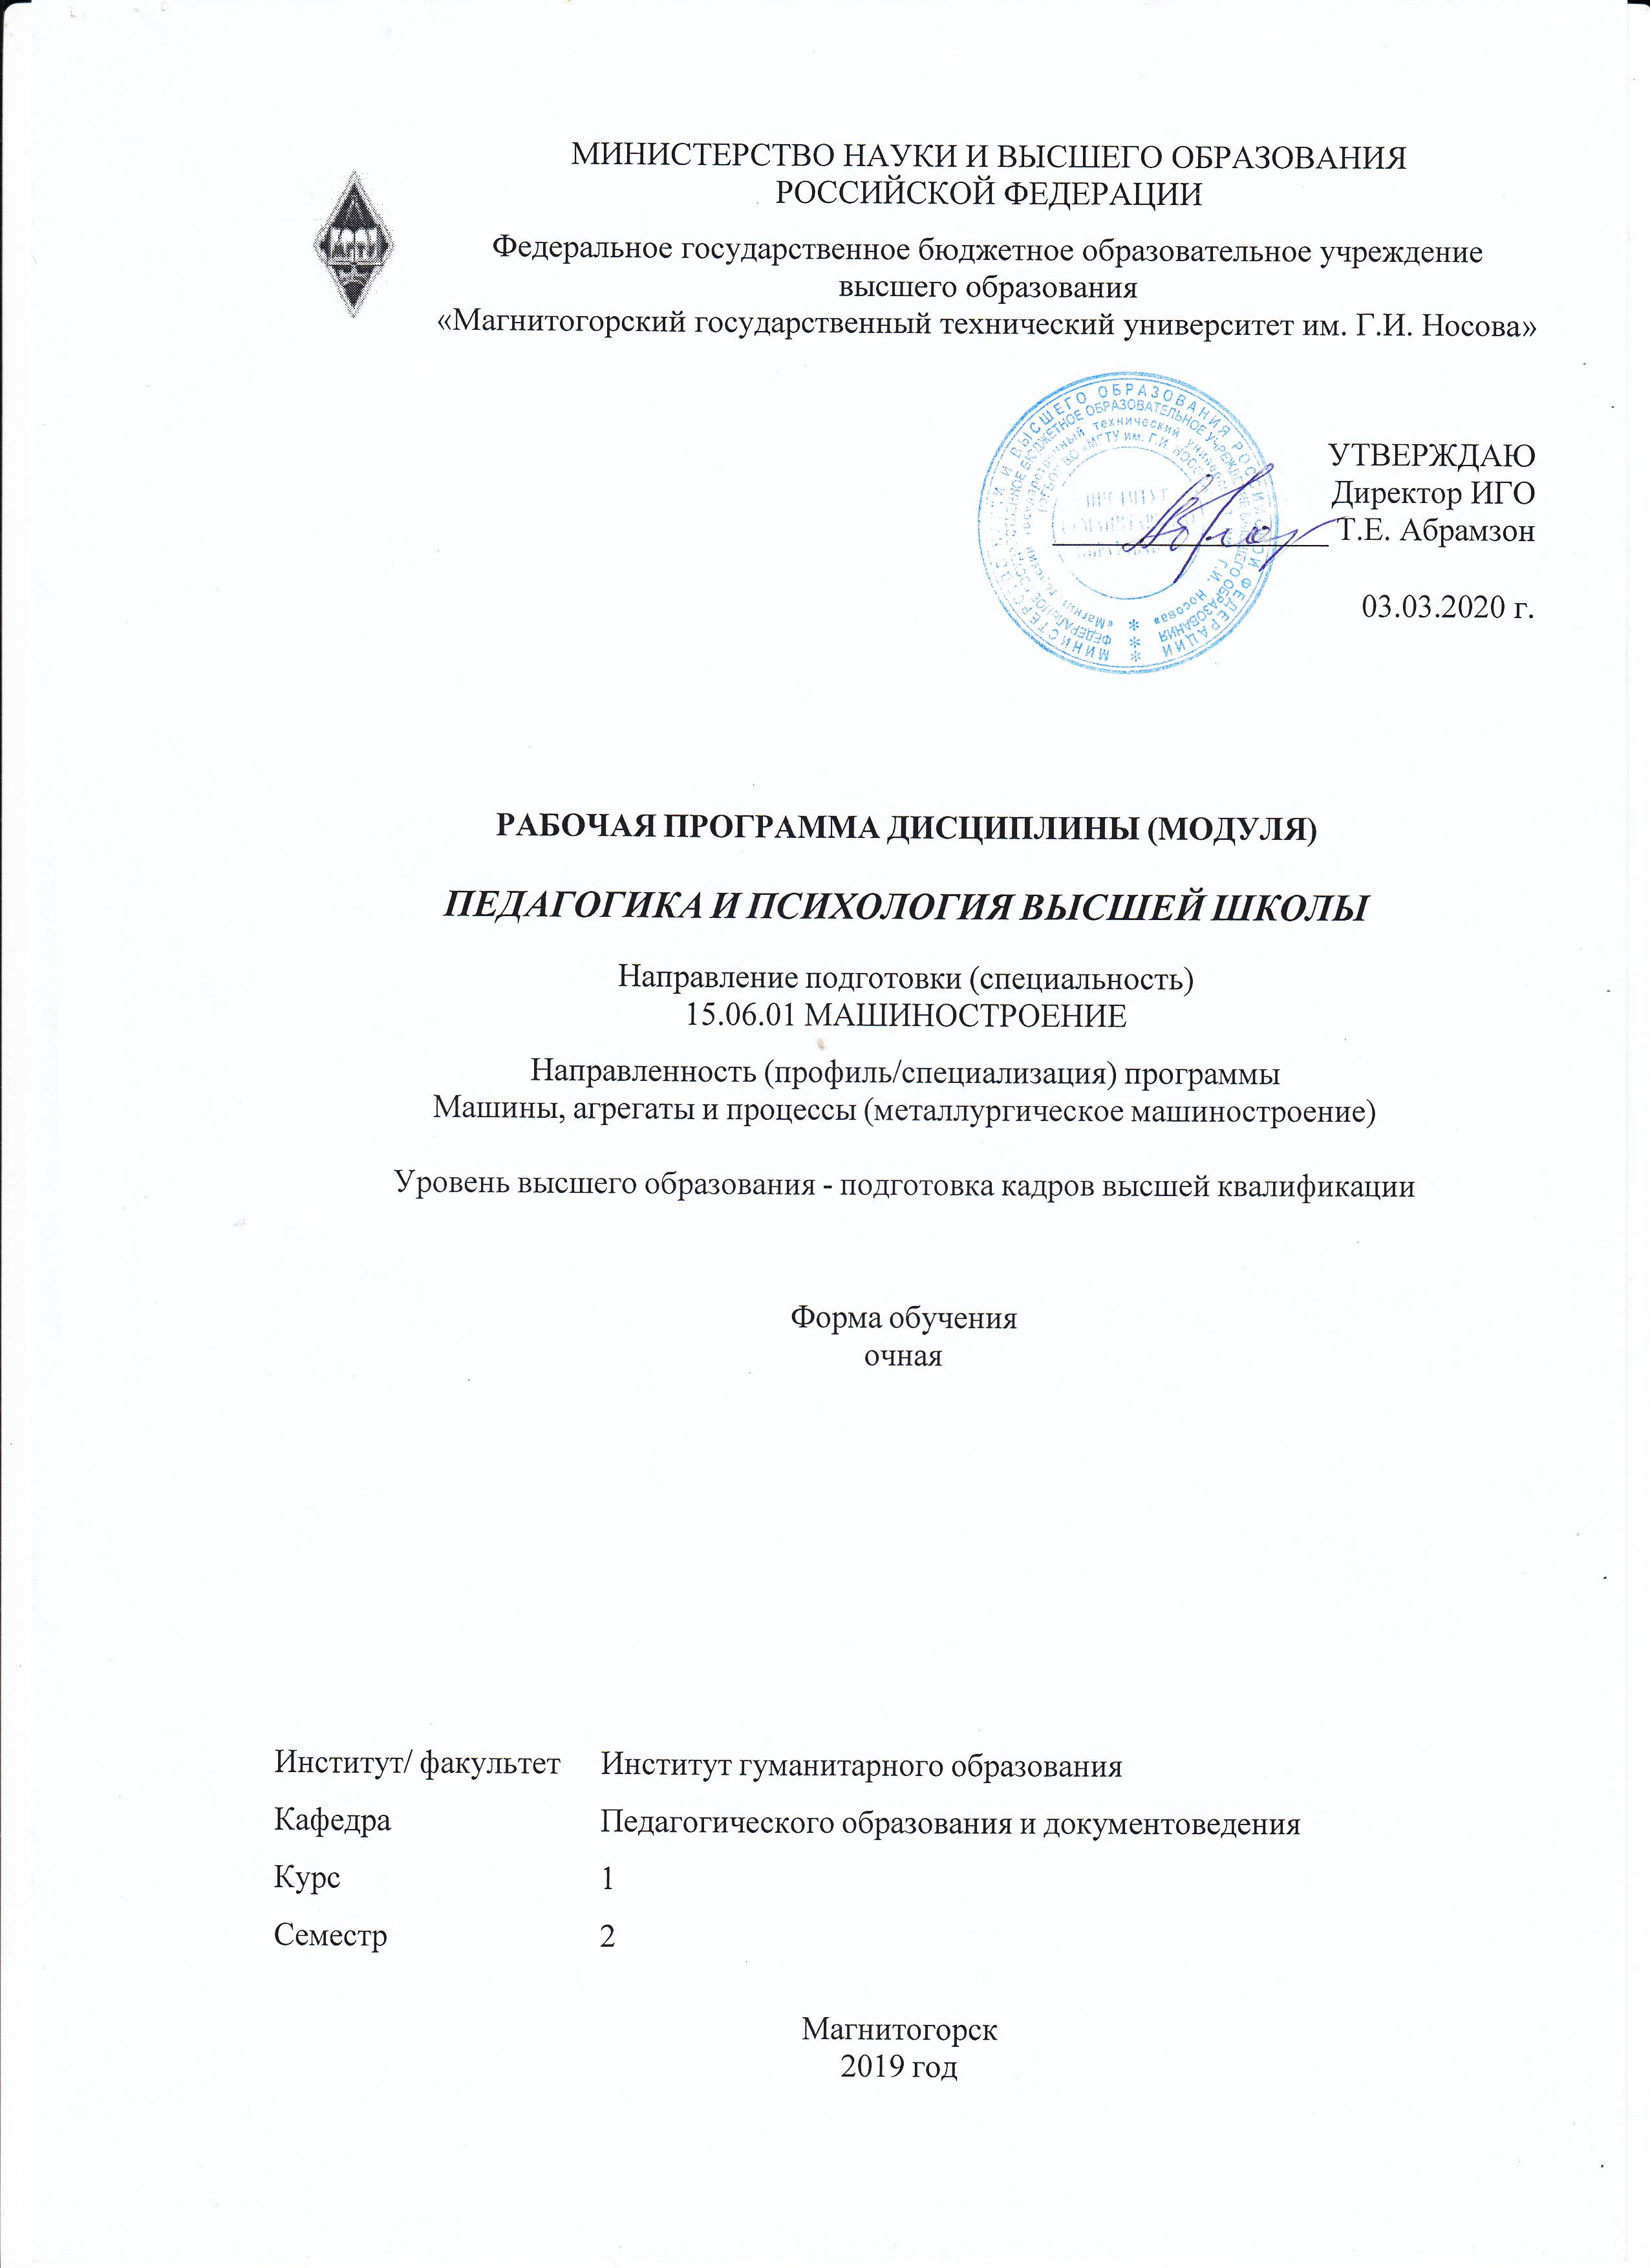 МИНИСТЕРСТВО НАУКИ И ВЫСШЕГО ОБРАЗОВАНИЯ
РОССИЙСКОЙ ФЕДЕРАЦИИ
Федеральное государственное бюджетное образовательное учреждение
высшего образования
«Магнитогорский государственный технический университет им. Г.И. Носова»
УТВЕРЖДАЮ
Директор ИГО
Т.Е. Абрамзон
03.03.2020 г.
РАБОЧАЯ ПРОГРАММА ДИСЦИПЛИНЫ (МОДУЛЯ)
ПЕДАГОГИКА И ПСИХОЛОГИЯ ВЫСШЕЙ ШКОЛЫ
Направление подготовки (специальность)
15.06.01 МАШИНОСТРОЕНИЕ
Направленность (профиль/специализация) программы
Машины, агрегаты и процессы (металлургическое машиностроение)
Уровень высшего образования - подготовка кадров высшей квалификации
Форма обучения
очная
Институт/ факультет Институт гуманитарного образования
Кафедра Педагогического образования и документоведения
Курс 1
Семестр 2
Магнитогорск
2019 год